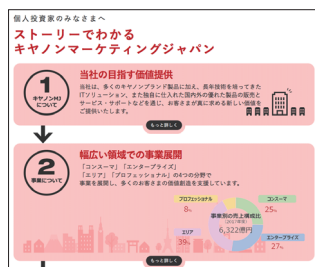 個人投資家のみなさまへ
ストーリーでわかる
キヤノンマーケティングジャパン
1
キヤノンMJ
について
当社の目指す価値提供
当社は、多くのキヤノンブランド製品に加え、長年技術を培ってきた
ITソリューション、また独自に仕入れた国内外の優れた製品の販売と
サービス・サポートなどを通じ、お客さまが真に求める新しい価値を
ご提供いたします。
もっと詳しく
2
事業について
幅広い領域での事業展開
「コンスーマ」「エンタープライズ」
「エリア」「プロフェッショナル」の4つの分野で
事業を展開し、多くのお客さまの価値創造を支援しています。
プロフェッショナル
8%
コンスーマ
25%
事業別の売上構成比
(2017年度)
6,322億円
エリア
39%
エンタープライズ
27%
もっと詳しく